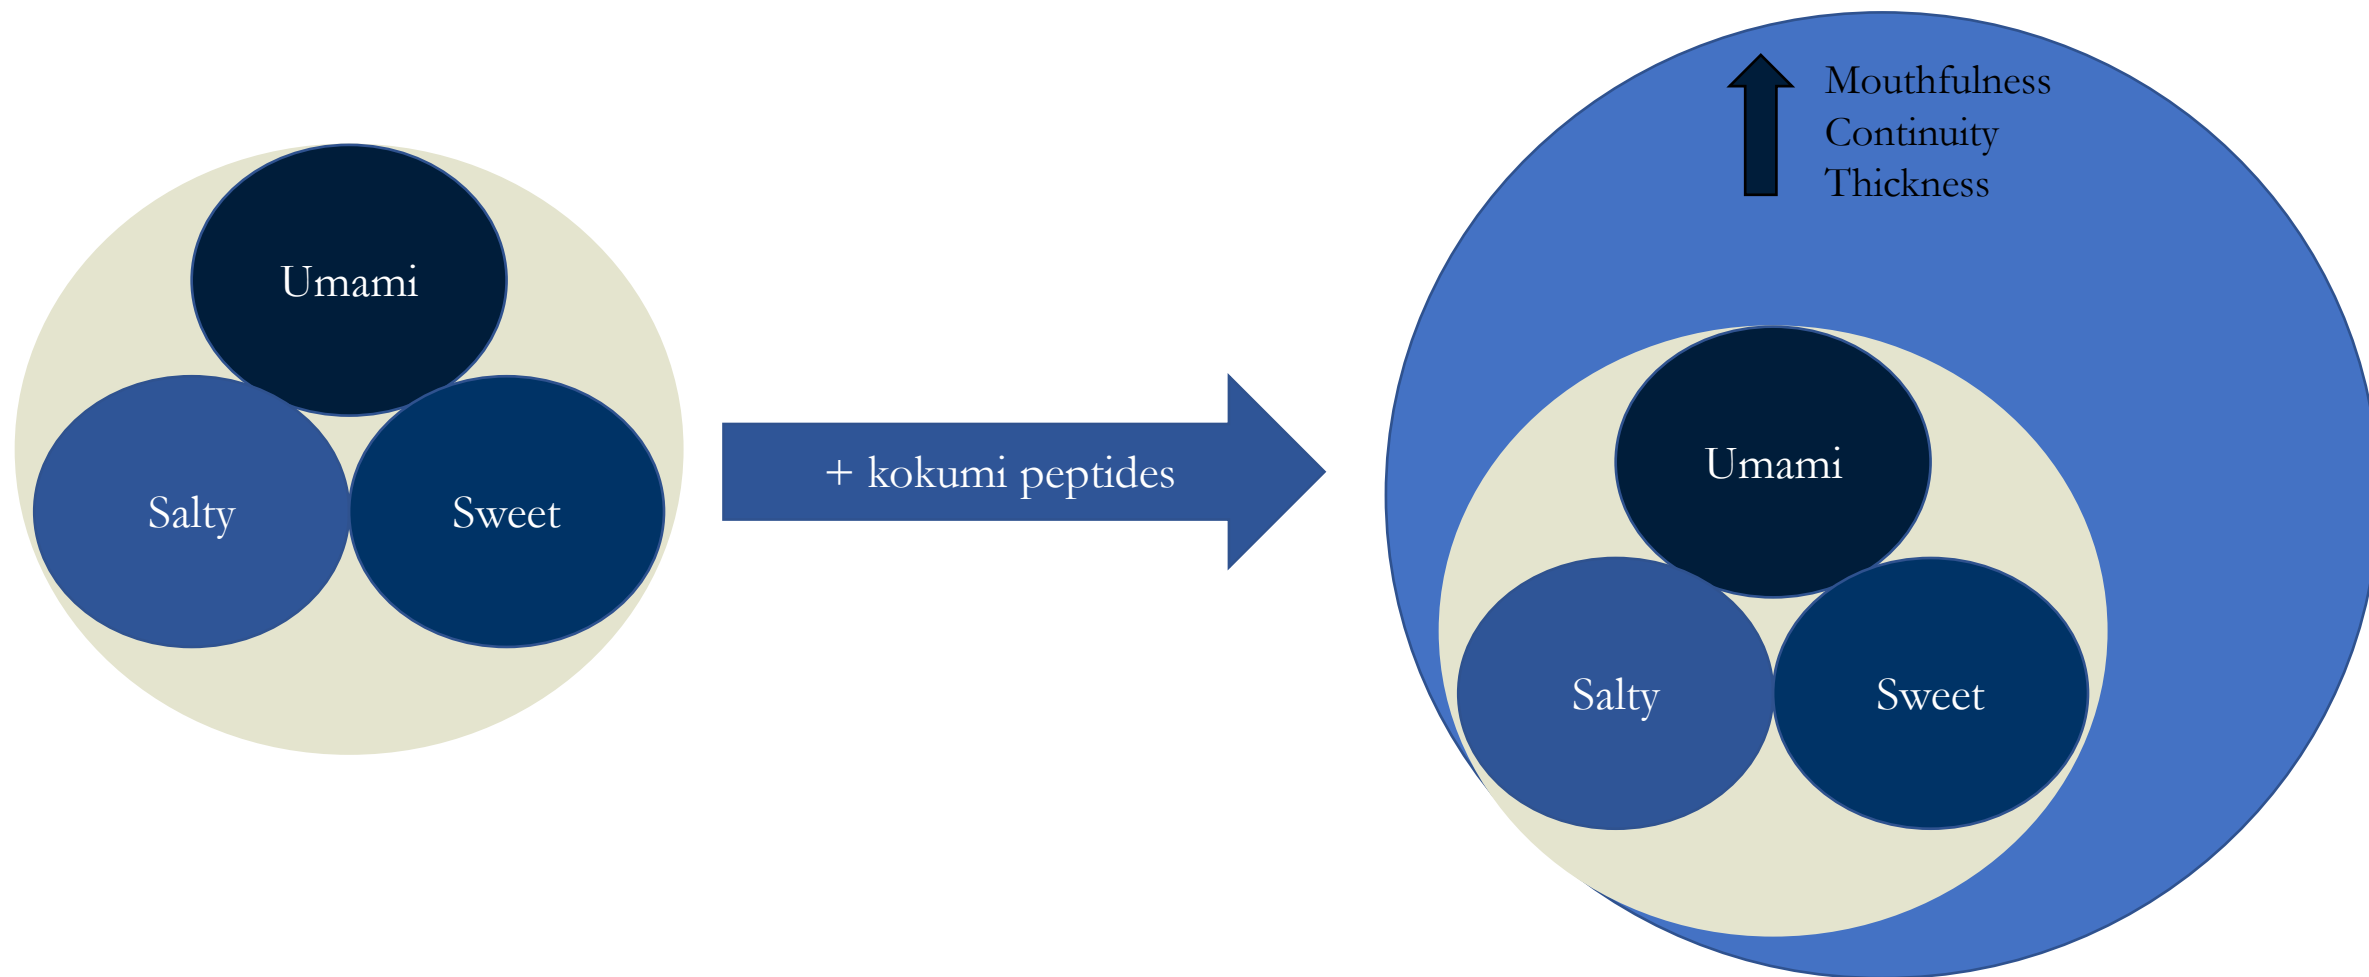 Umami
Salty
Sweet
+ kokumi peptides
Mouthfulness
Continuity
Thickness
Umami
Salty
Sweet